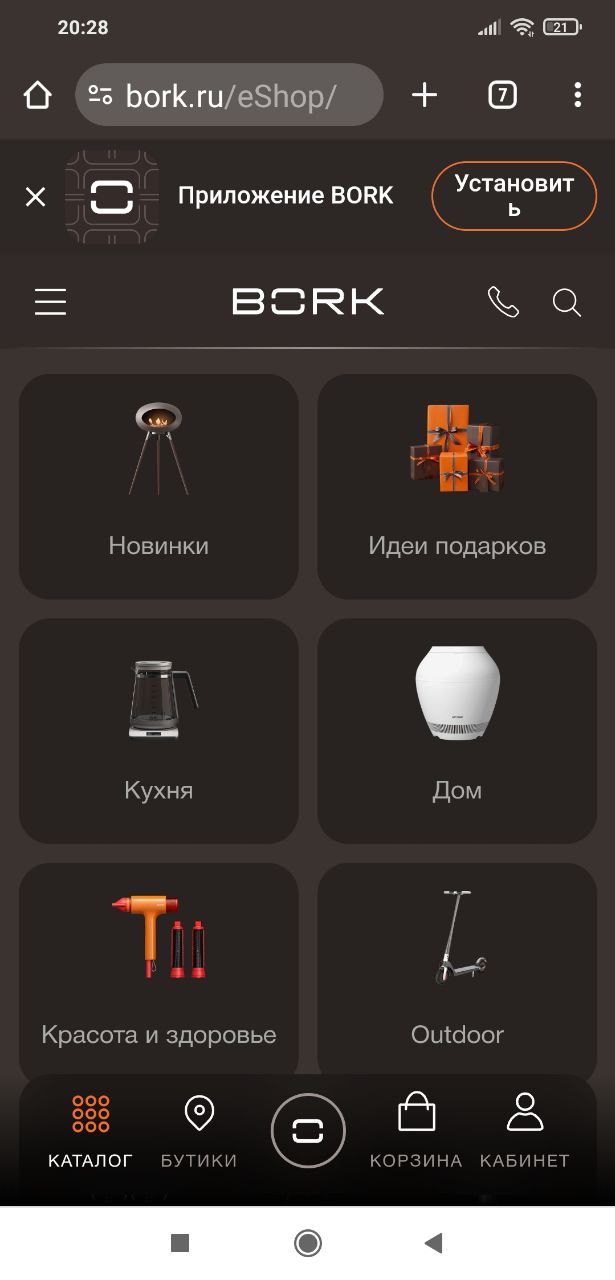 20:28
21
bork.ru/eShop/
7
Приложение BORK
Установит
ь
BORK
Новинки
Идеи подарков
Кухня
Дом
Красота и здоровье
Outdoor
КАТАЛОГ
БУТИКИ
КОРЗИНА
КАБИНЕТ